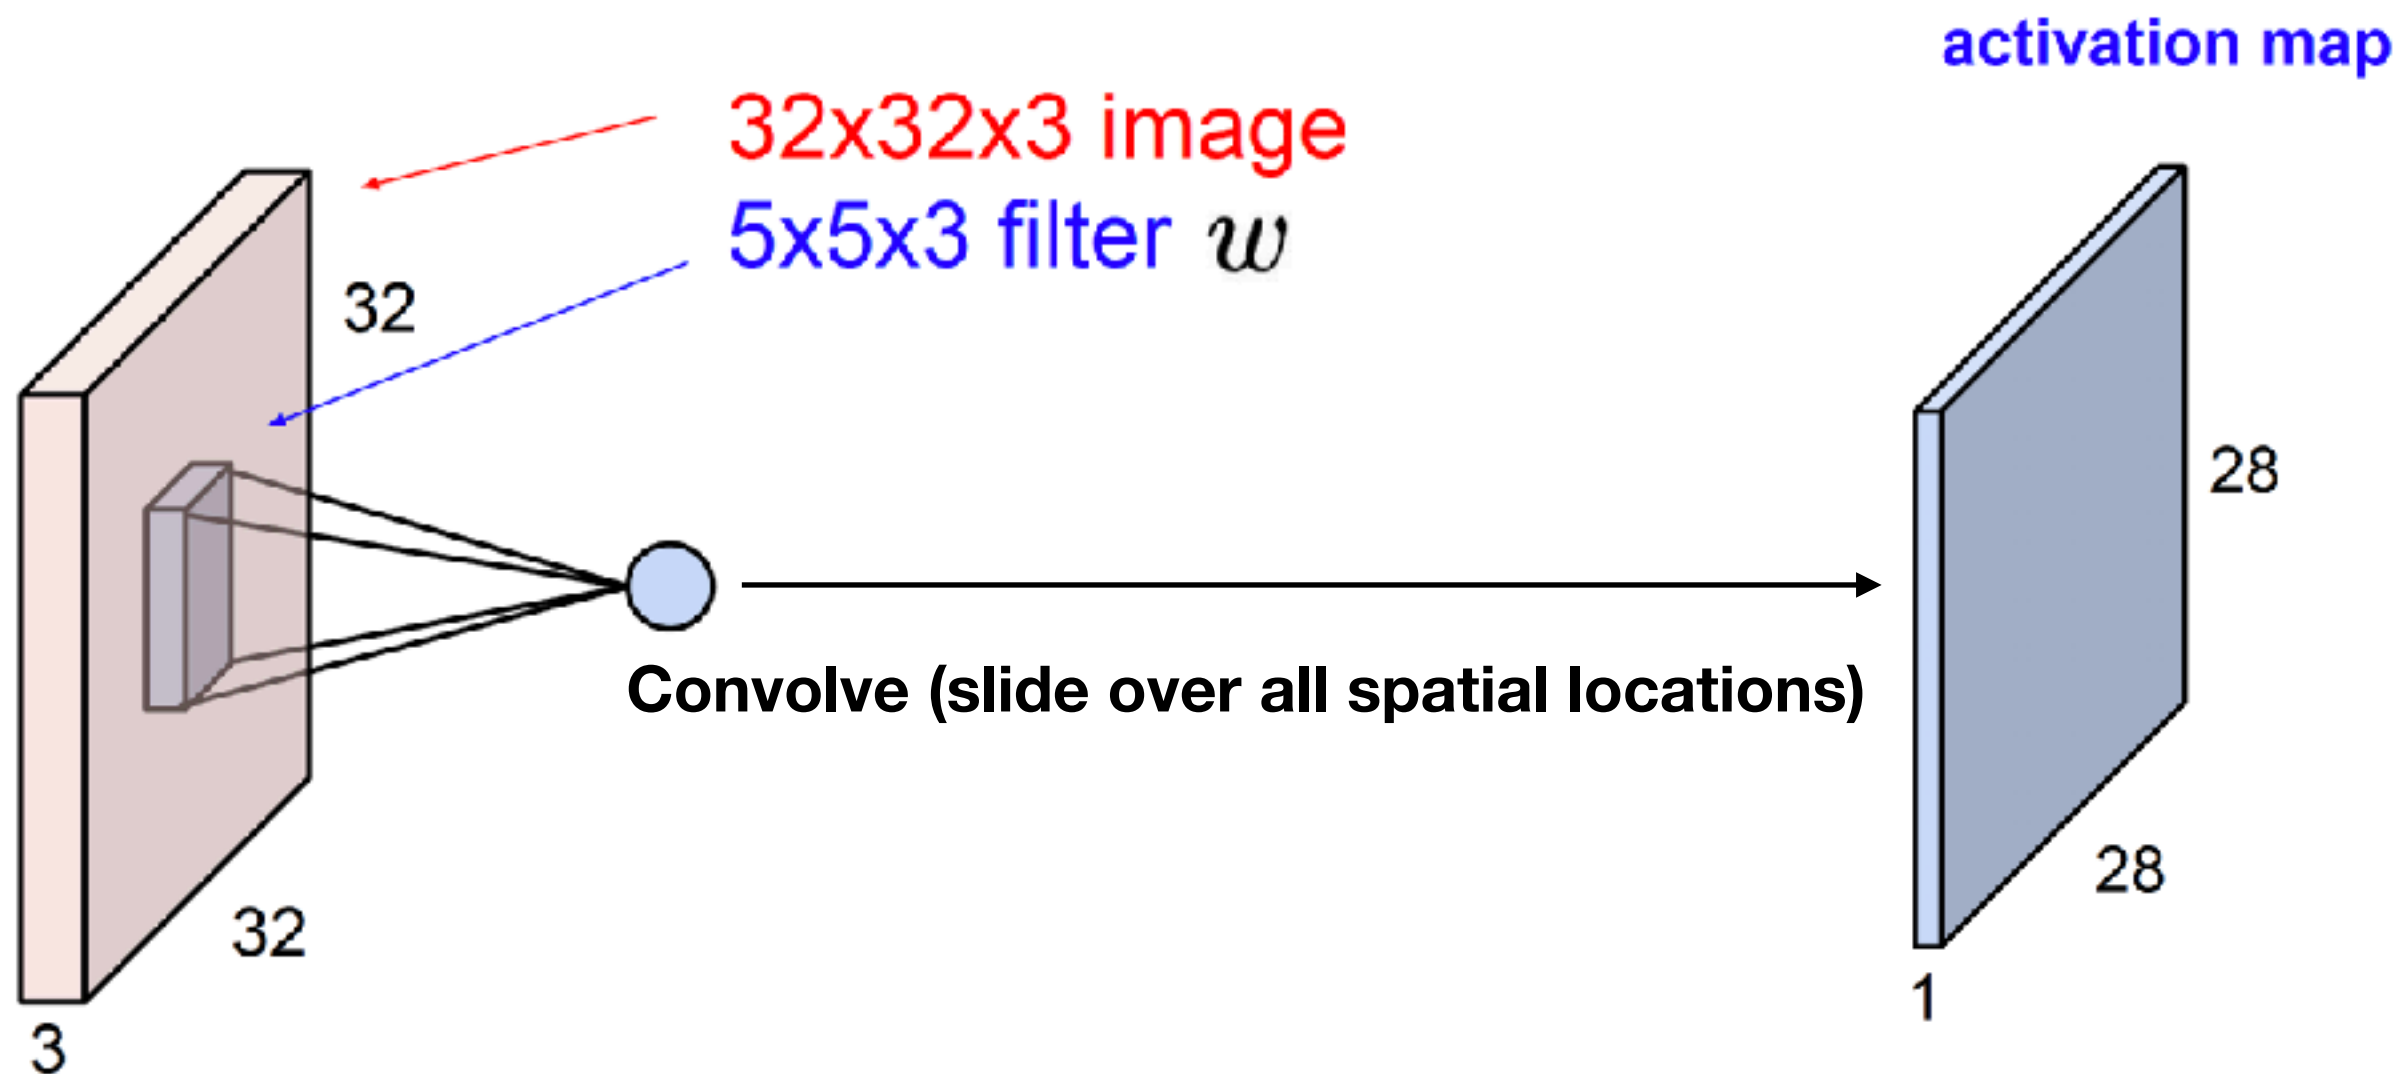 activation map
32x32x3 image
5x5x3 filter w
32
28
Convolve (slide over all spatial locations)
28
32
1
3